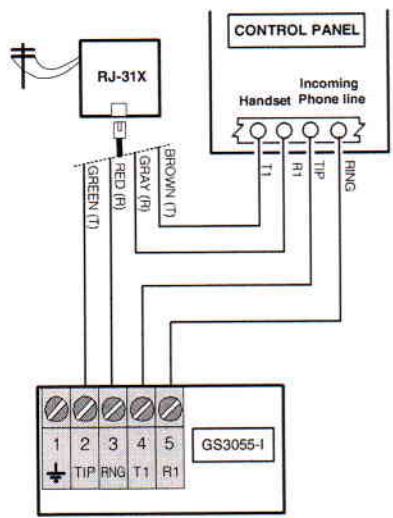 CONTROL PANEL
RJ-31X
Incoming
Handset Phone line
GREEN (T)
RED (R)
GRAY (R)
BROWN (T)
T1
R1
TIP
RING
1 2 3 4 5
TIP RNG T1 R1
GS3055-I